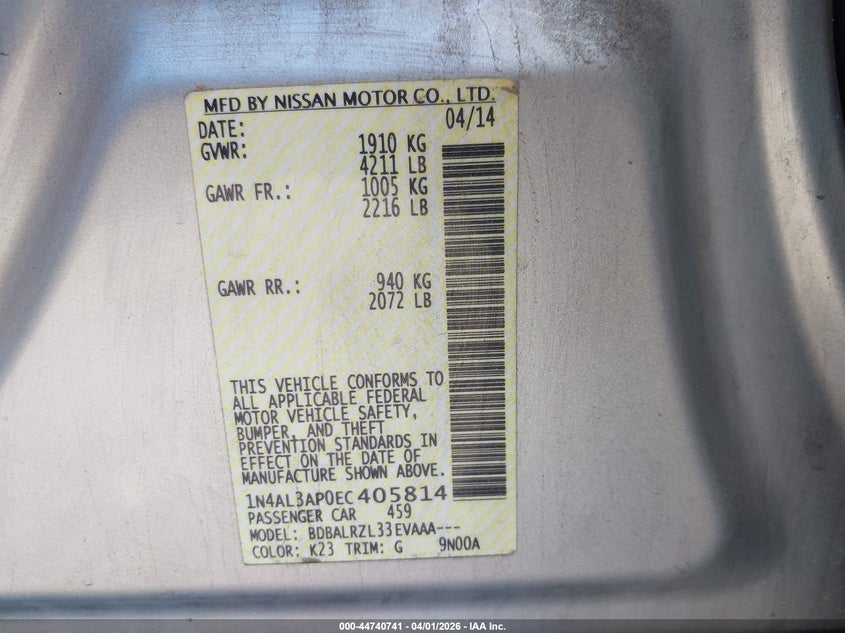 MFD BY NISSAN MOTOR CO., LTD.
DATE: 04/14
GVWR: 1910 KG
4211 LB
GAWR FR.: 1005 KG
2216 LB
GAWR RR.: 940 KG
2072 LB
THIS VEHICLE CONFORMS TO
ALL APPLICABLE FEDERAL
MOTOR VEHICLE SAFETY,
BUMPER, AND THEFT
PREVENTION STANDARDS IN
EFFECT ON THE DATE OF
MANUFACTURE SHOWN ABOVE.
1N4AL3AP0EC405814
PASSENGER CAR 459
MODEL: BDBALRZL33EVAAA---
COLOR: K23 TRIM: G 9N00A
000-44740741 | 04/01/2026 - IAA Inc.